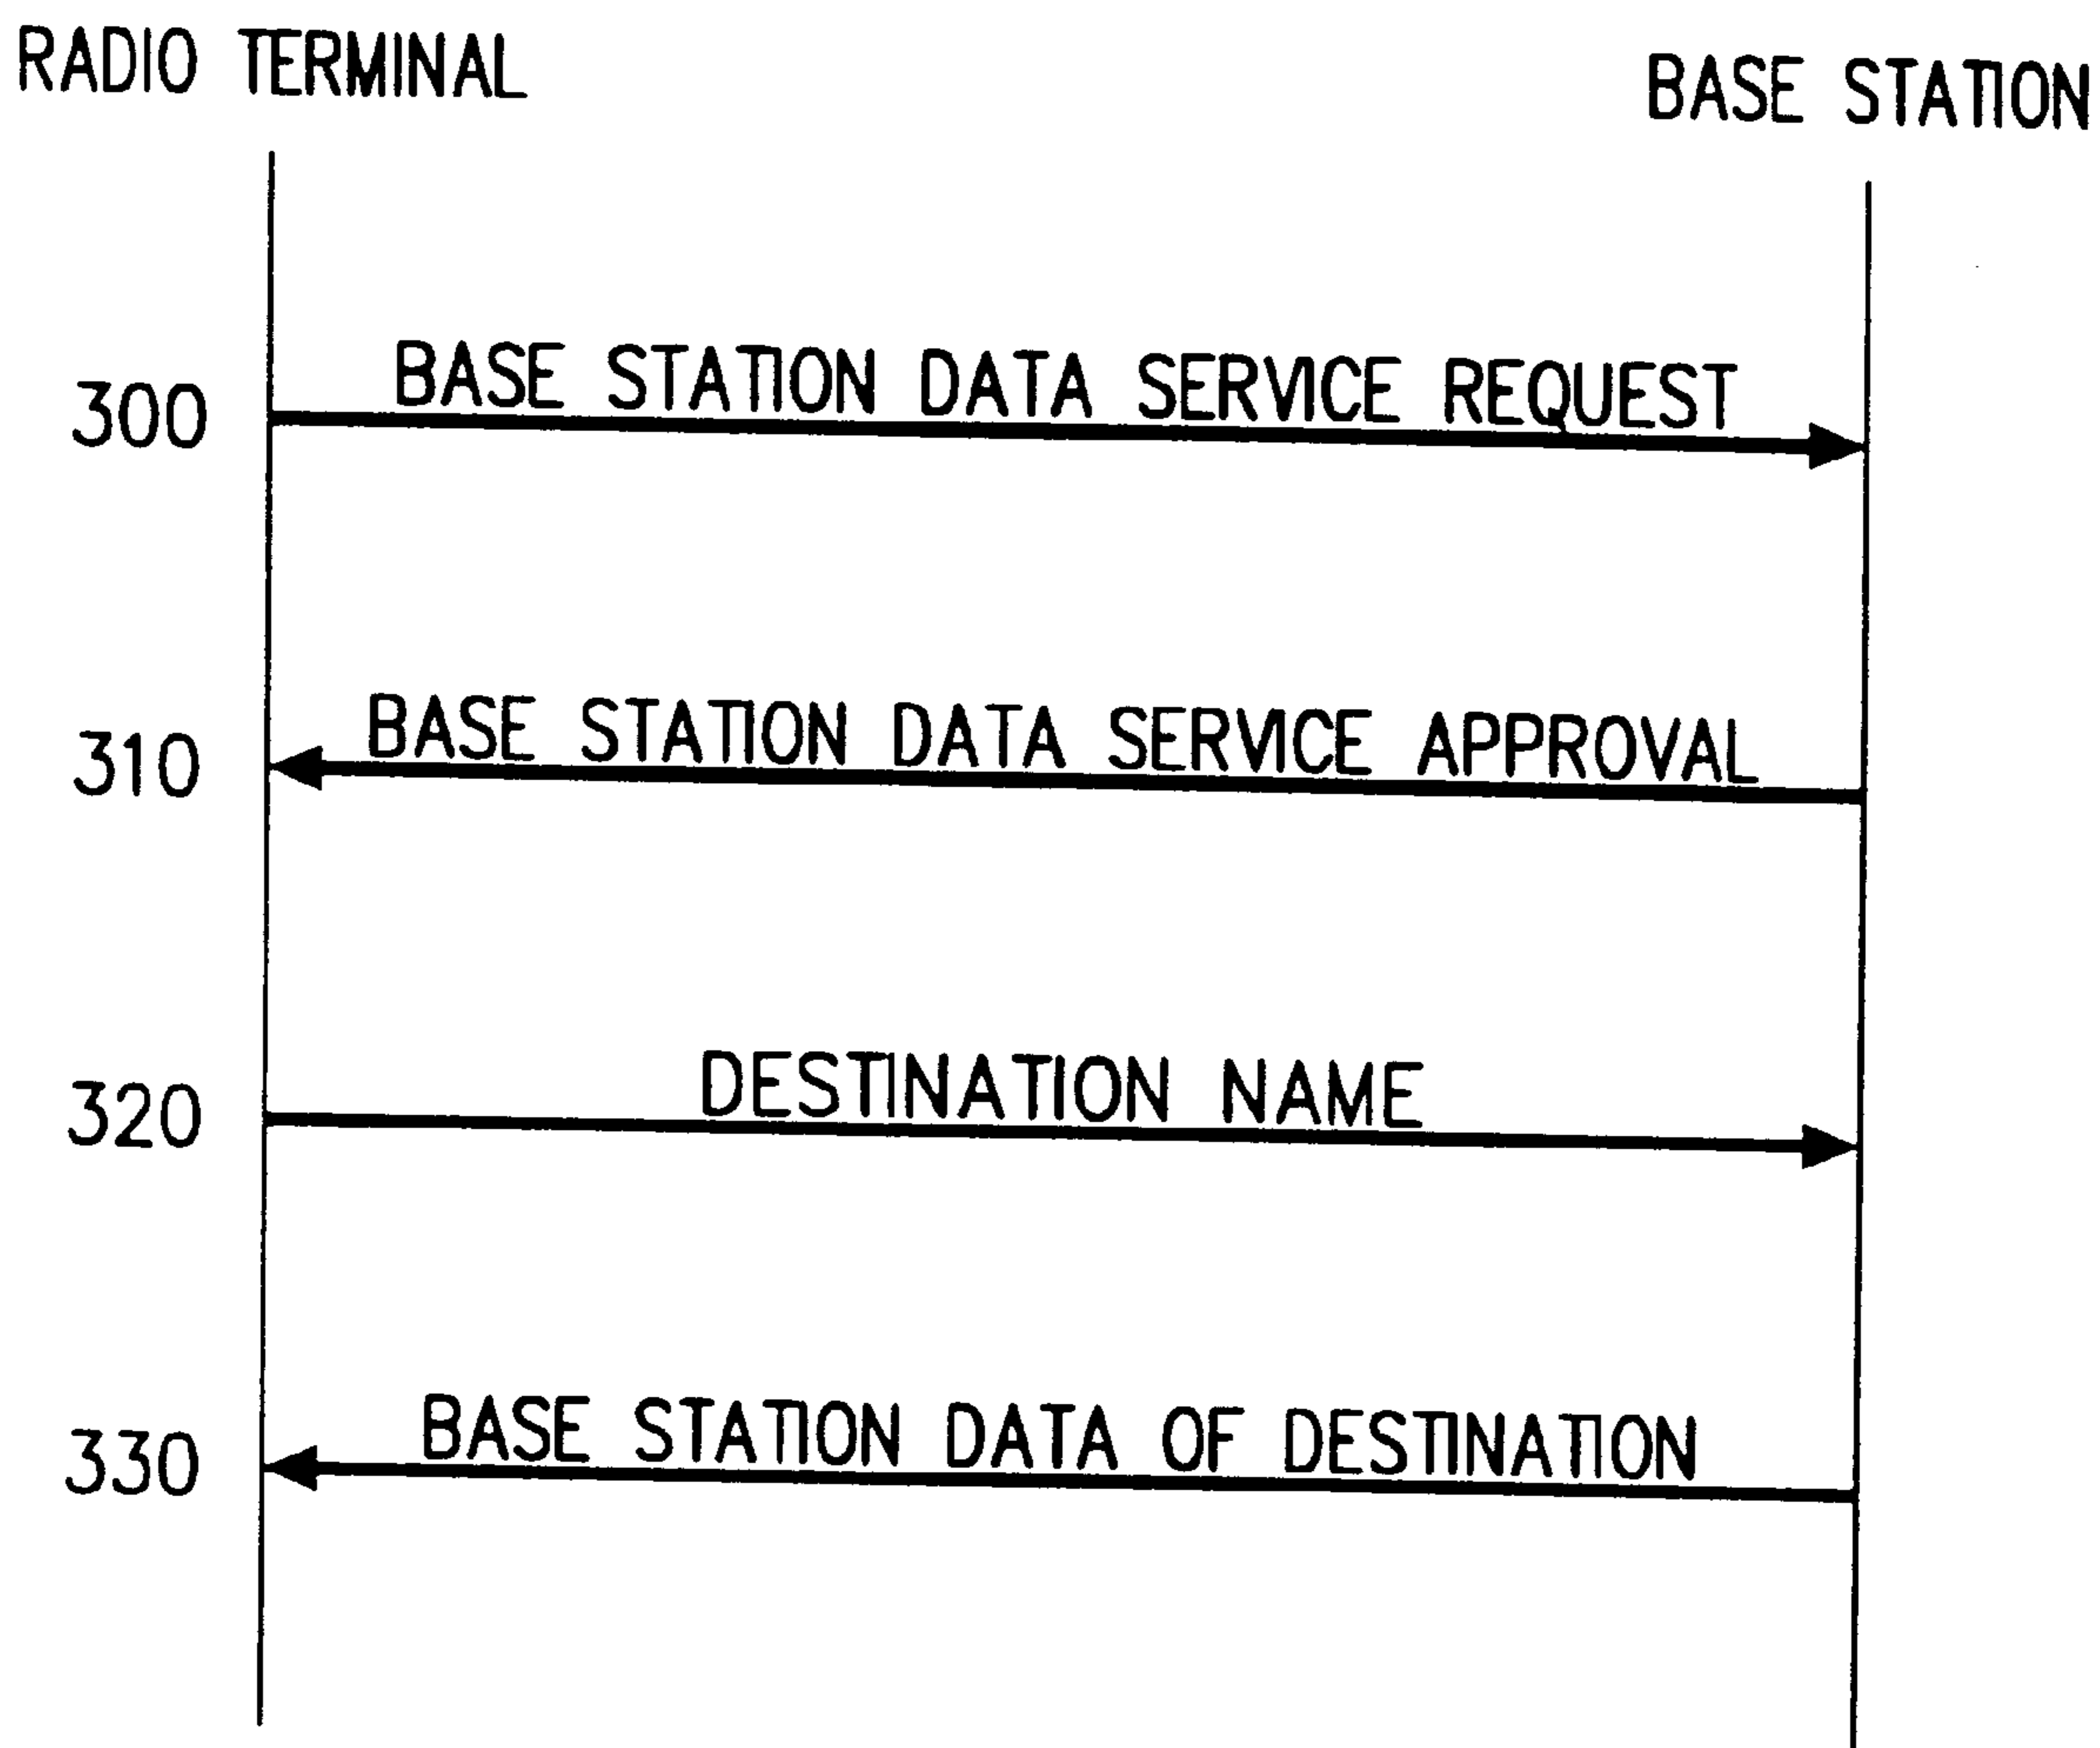 RADIO TERMINAL
BASE STATION
300
BASE STATION DATA SERVICE REQUEST
310
BASE STATION DATA SERVICE APPROVAL
320
DESTINATION NAME
330
BASE STATION DATA OF DESTINATION